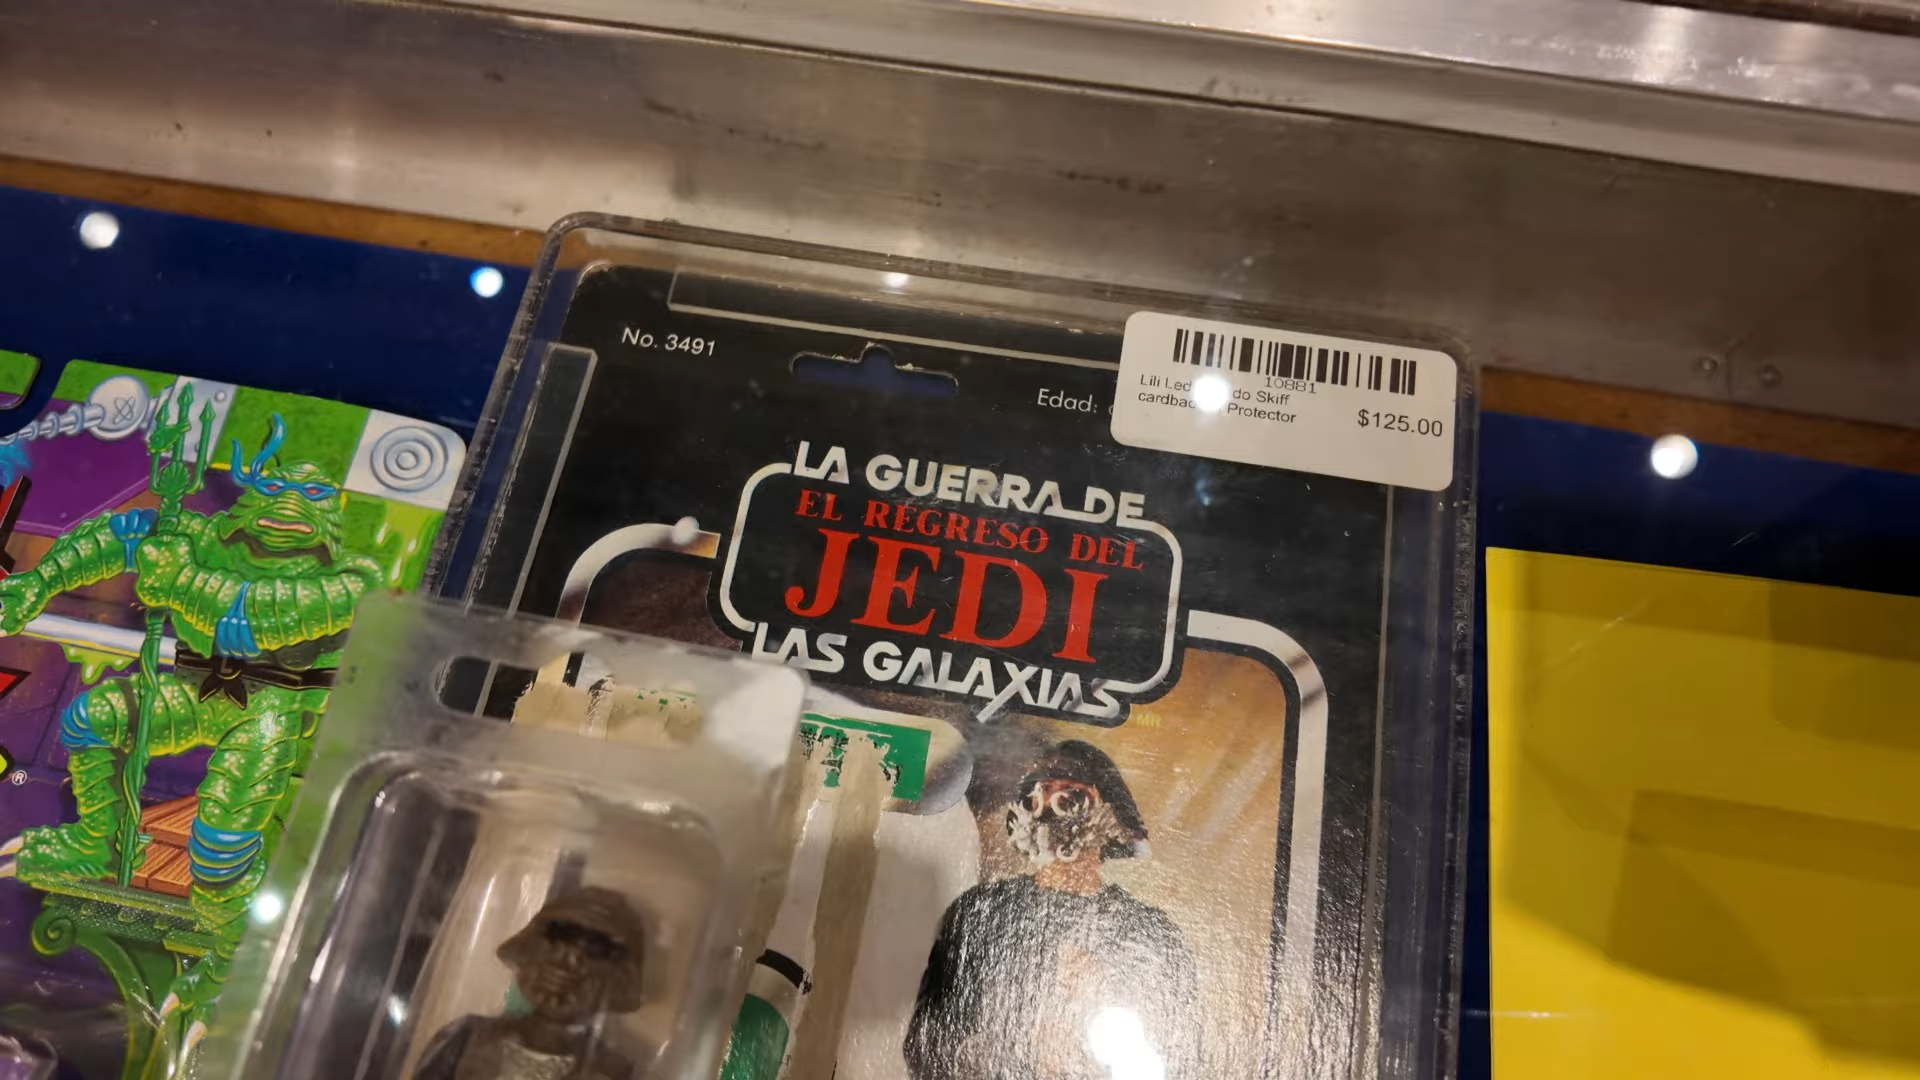 No. 3491
Edad:
10881
Lili Led do Skiff
Protector
$125.00
LA GUERRA DE
EL REGRESO DEL
JEDI
LAS GALAXIAS
MR
®